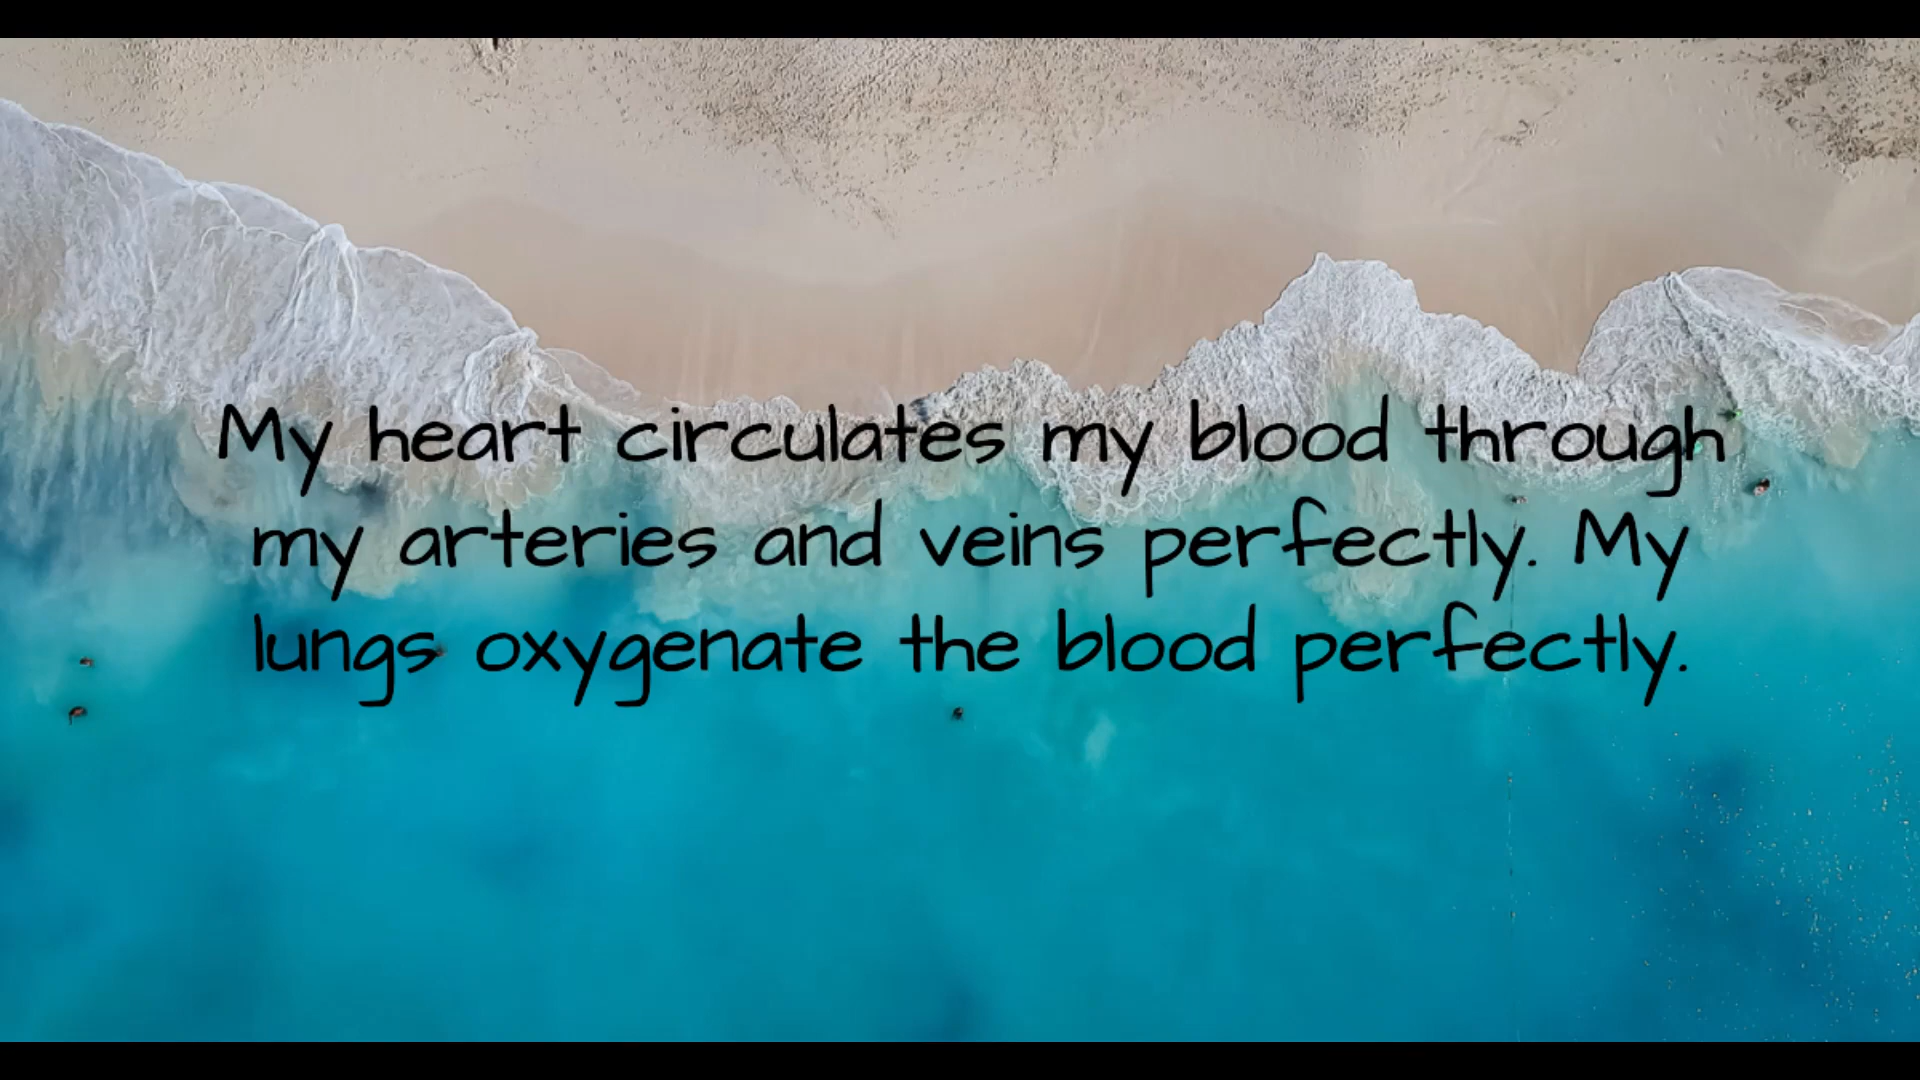 My heart circulates my blood through
my arteries and veins perfectly. My
lungs oxygenate the blood perfectly.